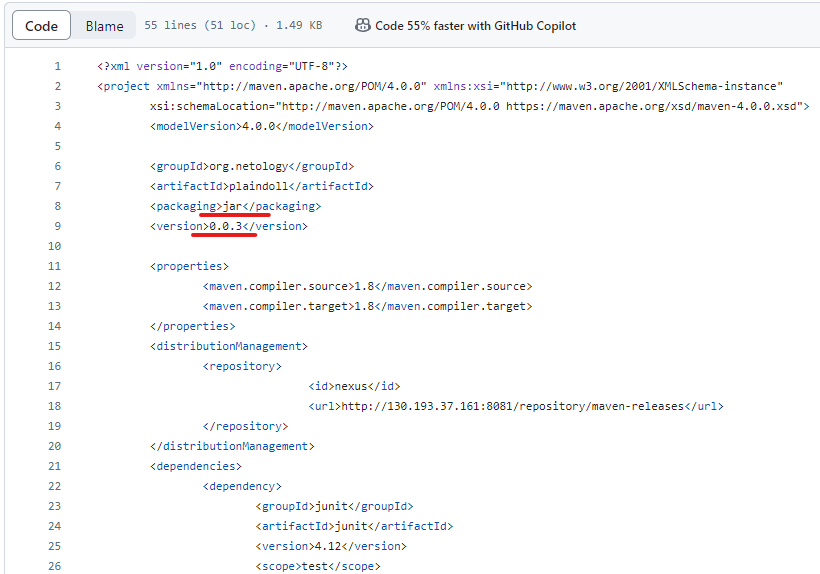 Code Blame 55 lines (51 loc) · 1.49 KB Code 55% faster with GitHub Copilot
1 <?xml version="1.0" encoding="UTF-8"?>
2 <project xmlns="http://maven.apache.org/POM/4.0.0" xmlns:xsi="http://www.w3.org/2001/XMLSchema-instance"
3 xsi:schemaLocation="http://maven.apache.org/POM/4.0.0 https://maven.apache.org/xsd/maven-4.0.0.xsd">
4 <modelVersion>4.0.0</modelVersion>
5
6 <groupId>org.netology</groupId>
7 <artifactId>plaindoll</artifactId>
8 <packaging>jar</packaging>
9 <version>0.0.3</version>
10
11 <properties>
12 <maven.compiler.source>1.8</maven.compiler.source>
13 <maven.compiler.target>1.8</maven.compiler.target>
14 </properties>
15 <distributionManagement>
16 <repository>
17 <id>nexus</id>
18 <url>http://130.193.37.161:8081/repository/maven-releases</url>
19 </repository>
20 </distributionManagement>
21 <dependencies>
22 <dependency>
23 <groupId>junit</groupId>
24 <artifactId>junit</artifactId>
25 <version>4.12</version>
26 <scope>test</scope>